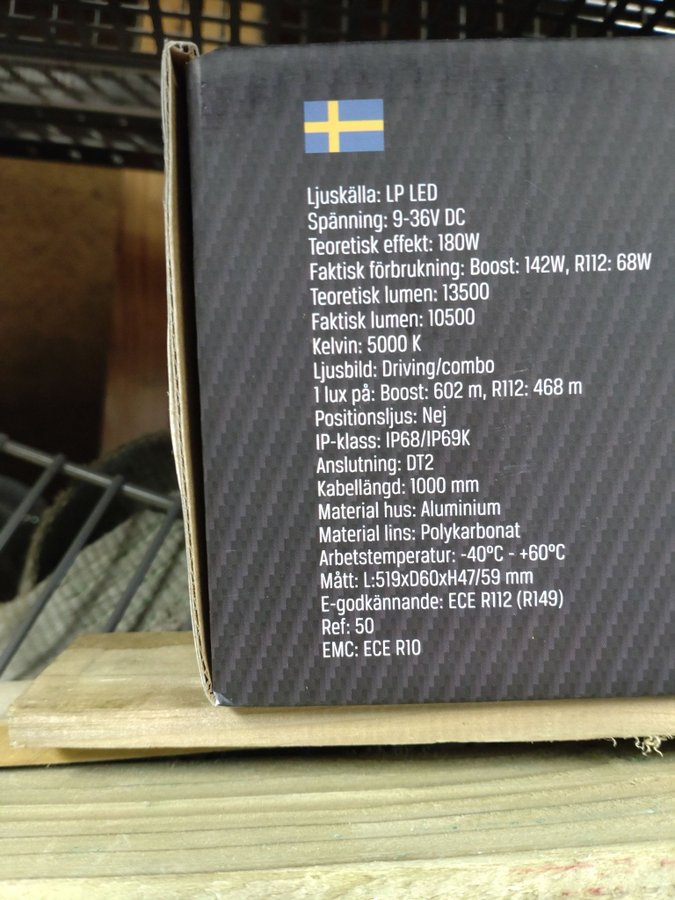 Ljuskälla: LP LED
Spänning: 9-36V DC
Teoretisk effekt: 180W
Faktisk förbrukning: Boost: 142W, R112: 68W
Teoretisk lumen: 13500
Faktisk lumen: 10500
Kelvin: 5000 K
Ljusbild: Driving/combo
1 lux på: Boost: 602 m, R112: 468 m
Positionsljus: Nej
IP-klass: IP68/IP69K
Anslutning: DT2
Kabellängd: 1000 mm
Material hus: Aluminium
Material lins: Polykarbonat
Arbetstemperatur: -40°C - +60°C
Mått: L:519xD60xH47/59 mm
E-godkännande: ECE R112 (R149)
Ref: 50
EMC: ECE R10